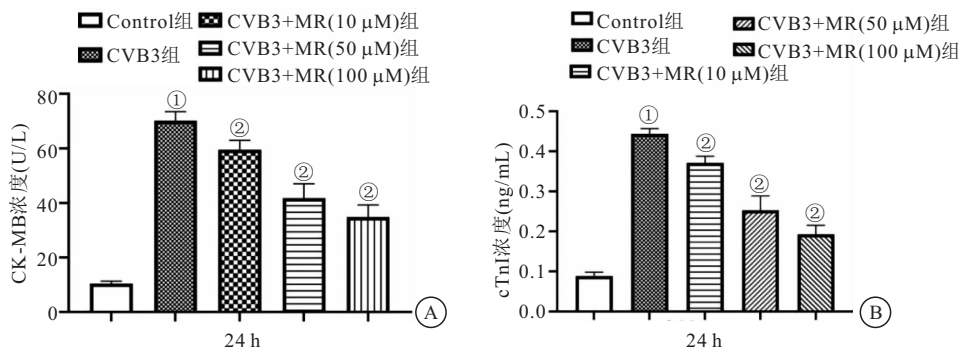 Control组
CVB3组
CVB3+MR(10 μM)组
CVB3+MR(50 μM)组
CVB3+MR(100 μM)组
CK-MB浓度(U/L)
80
60
40
20
0
①
②
②
②
24 h
A
Control组
CVB3组
CVB3+MR(10 μM)组
CVB3+MR(50 μM)组
CVB3+MR(100 μM)组
cTnI浓度(ng/mL)
0.5
0.4
0.3
0.2
0.1
0.0
①
②
②
②
24 h
B